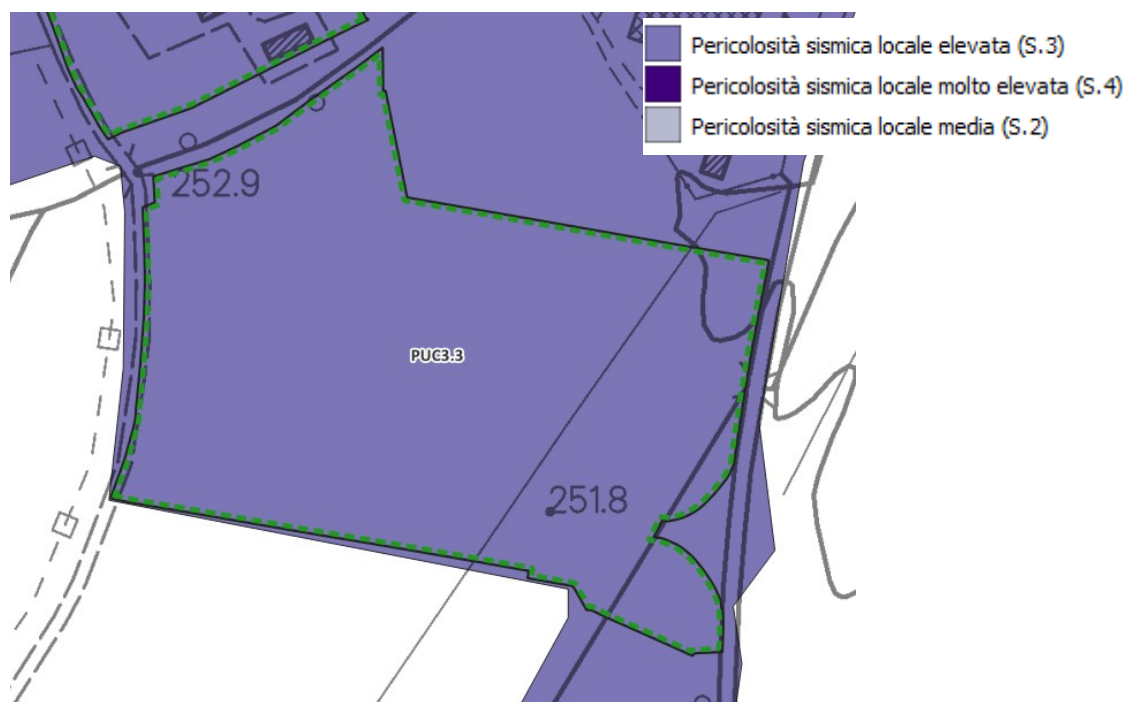 Pericolosità sismica locale elevata (S.3)
Pericolosità sismica locale molto elevata (S.4)
Pericolosità sismica locale media (S.2)
252.9
PUC3.3
251.8